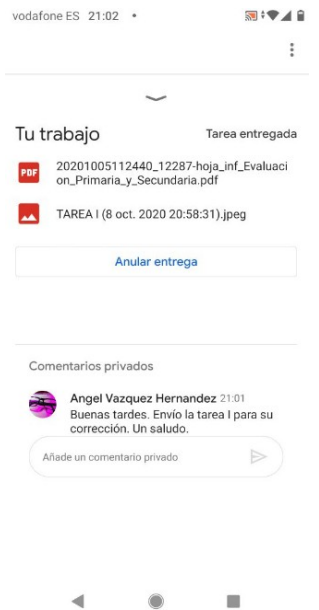 vodafone ES 21:02
Tu trabajo
Tarea entregada
PDF
20201005112440_12287-hoja_inf_Evaluaci
on_Primaria_y_Secundaria.pdf
TAREA I (8 oct. 2020 20:58:31).jpeg
Anular entrega
Comentarios privados
Angel Vazquez Hernandez 21:01
Buenas tardes. Envío la tarea I para su
corrección. Un saludo.
Añade un comentario privado